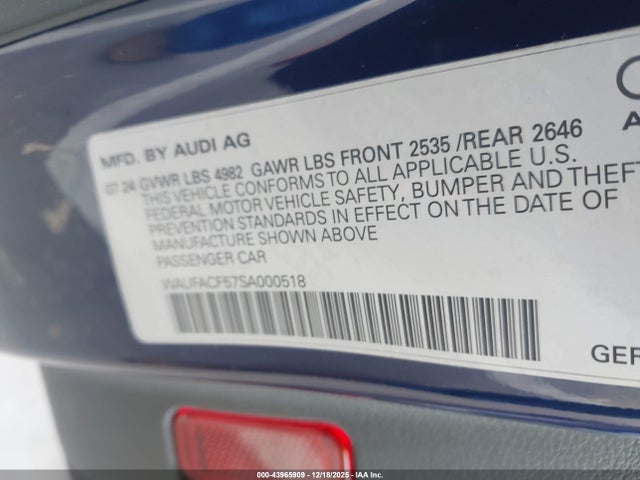 MFD. BY AUDI AG
07 24 GVWR LBS 4982 GAWR LBS FRONT 2535 /REAR 2646
THIS VEHICLE CONFORMS TO ALL APPLICABLE U.S.
FEDERAL MOTOR VEHICLE SAFETY, BUMPER AND THEFT
PREVENTION STANDARDS IN EFFECT ON THE DATE OF
MANUFACTURE SHOWN ABOVE
PASSENGER CAR
WAUFACF57SA000518
GER
000-43965909 - 12/18/2025 - IAA Inc.